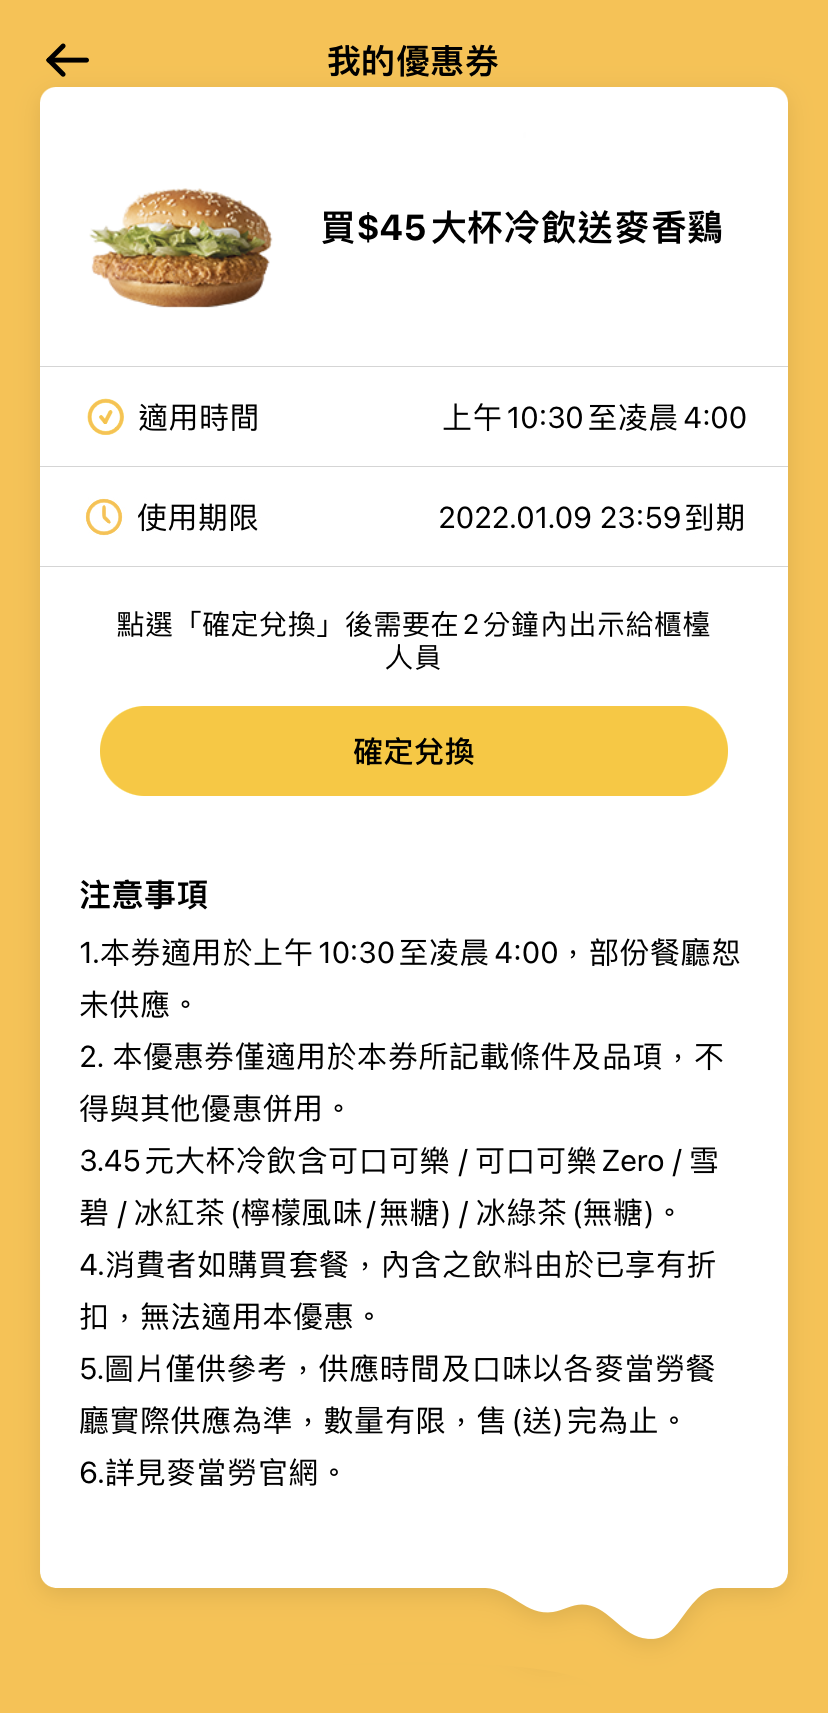 我的優惠券
買$45大杯冷飲送麥香鷄
適用時間 上午10:30至凌晨4:00
使用期限 2022.01.09 23:59到期
點選「確定兌換」後需要在2分鐘內出示給櫃檯
人員
確定兌換
注意事項
1.本券適用於上午10:30至凌晨4:00，部份餐廳恕
未供應。
2. 本優惠券僅適用於本券所記載條件及品項，不
得與其他優惠併用。
3.45元大杯冷飲含可口可樂 / 可口可樂Zero / 雪
碧 / 冰紅茶(檸檬風味/無糖) / 冰綠茶(無糖)。
4.消費者如購買套餐，內含之飲料由於已享有折
扣，無法適用本優惠。
5.圖片僅供參考，供應時間及口味以各麥當勞餐
廳實際供應為準，數量有限，售(送)完為止。
6.詳見麥當勞官網。